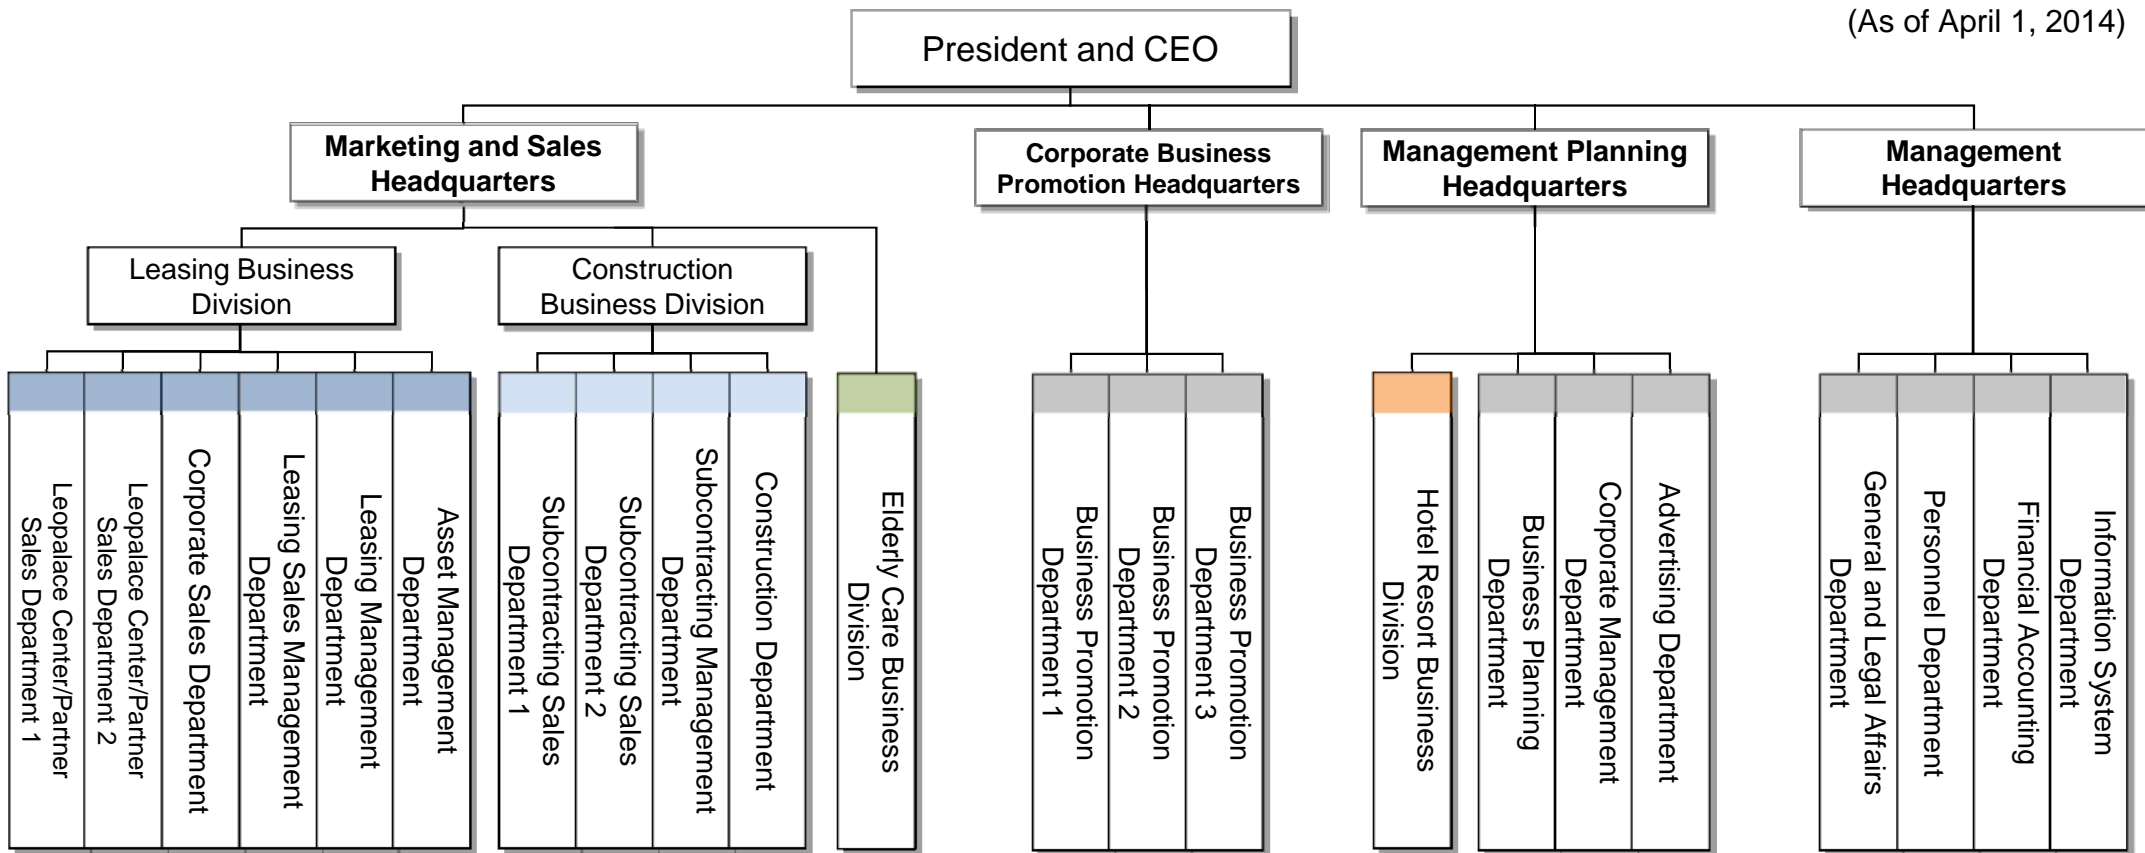 (As of April 1, 2014)
President and CEO
Marketing and Sales
Headquarters
Corporate Business
Promotion Headquarters
Management Planning
Headquarters
Management
Headquarters
Leasing Business
Division
Construction
Business Division
Leopalace Center/Partner
Sales Department 1
Leopalace Center/Partner
Sales Department 2
Corporate Sales Department
Leasing Sales Management
Department
Leasing Management
Department
Asset Management
Department
Subcontracting Sales
Department 1
Subcontracting Sales
Department 2
Subcontracting Management
Department
Construction Department
Elderly Care Business
Division
Business Promotion
Department 1
Business Promotion
Department 2
Business Promotion
Department 3
Hotel Resort Business
Division
Business Planning
Department
Corporate Management
Department
Advertising Department
General and Legal Affairs
Department
Personnel Department
Financial Accounting
Department
Information System
Department